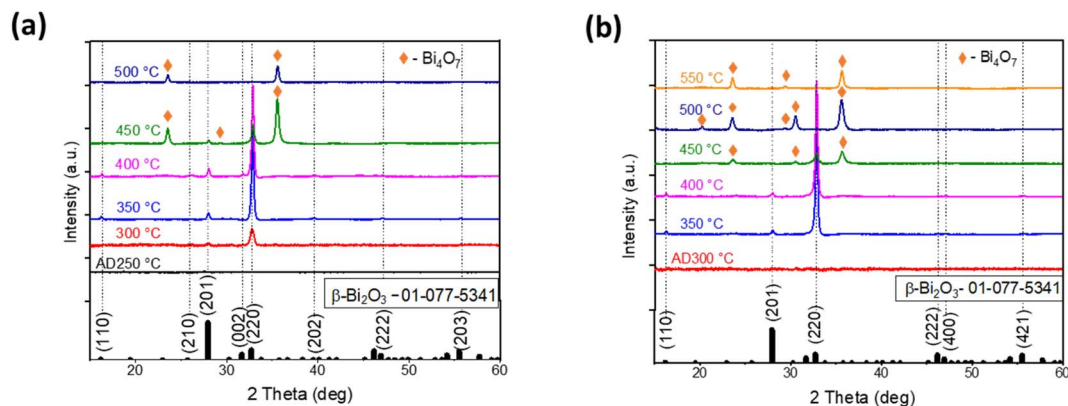 (a)
Intensity (a.u.)
500 °C
450 °C
400 °C
350 °C
300 °C
AD250 °C
- Bi4O7
β-Bi2O3 – 01-077-5341
(110)
(210)
(201)
(002)
(220)
(202)
(222)
(203)
20 30 40 50 60
2 Theta (deg)
(b)
Intensity (a.u.)
550 °C
500 °C
450 °C
400 °C
350 °C
AD300 °C
- Bi4O7
β-Bi2O3- 01-077-5341
(110)
(201)
(220)
(222)
(400)
(421)
20 30 40 50 60
2 Theta (deg)